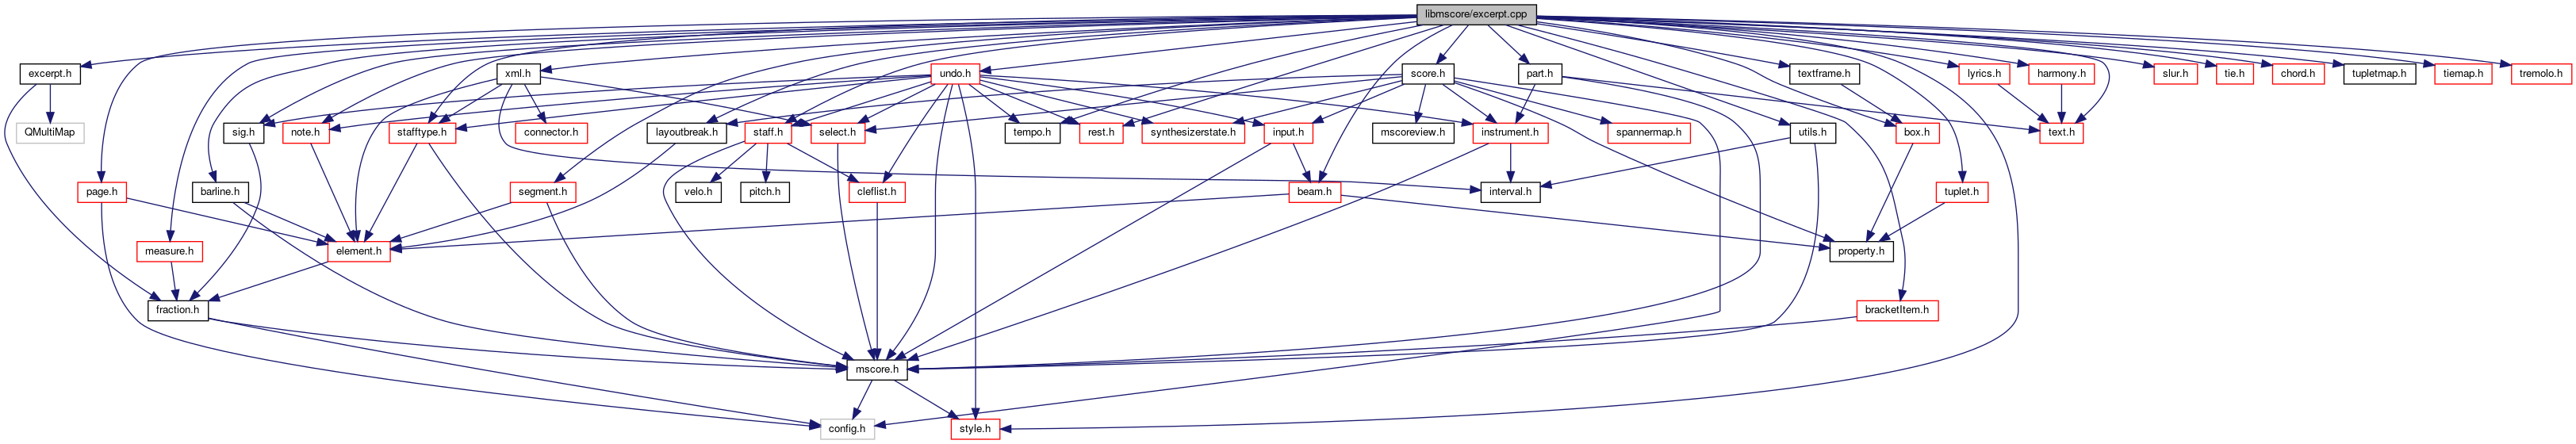 libmscore/excerpt.cpp
excerpt.h
xml.h
undo.h
score.h
part.h
textframe.h
lyrics.h
harmony.h
slur.h
tie.h
chord.h
tupletmap.h
tiemap.h
tremolo.h
QMultiMap
sig.h
note.h
stafftype.h
connector.h
layoutbreak.h
staff.h
select.h
tempo.h
rest.h
synthesizerstate.h
input.h
mscoreview.h
instrument.h
spannermap.h
utils.h
box.h
text.h
page.h
barline.h
segment.h
velo.h
pitch.h
cleflist.h
beam.h
interval.h
tuplet.h
measure.h
element.h
property.h
fraction.h
bracketItem.h
mscore.h
config.h
style.h